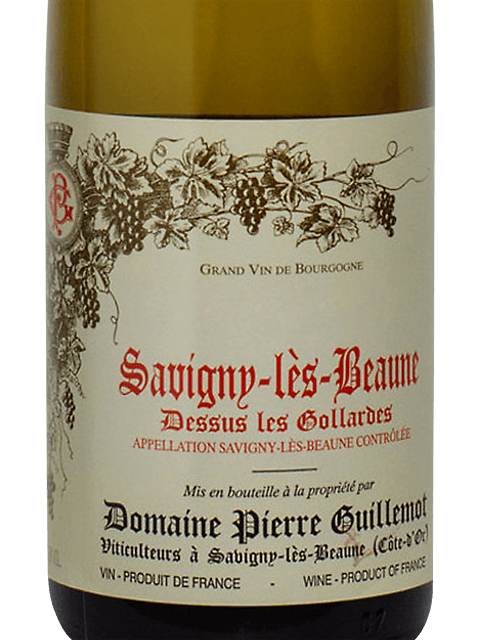 PG
GRAND VIN DE BOURGOGNE
Savigny-lès-Beaune
Dessus les Gollardes
APPELLATION SAVIGNY-LÈS-BEAUNE CONTRÔLÉE
Mis en bouteille à la propriété par
Domaine Pierre Guillemot
Viticulteurs à Savigny-lès-Beaune (Côte-d'Or)
VIN - PRODUIT DE FRANCE - WINE - PRODUCT OF FRANCE